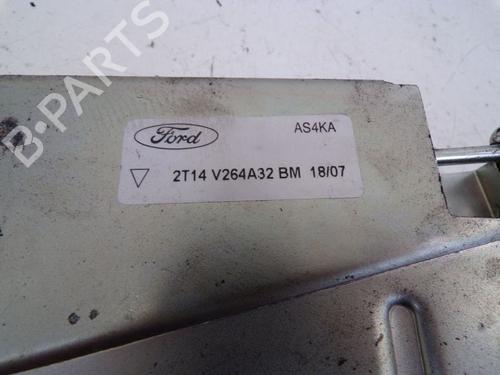 B-PARTS
Ford
AS4KA
2T14 V264A32 BM 18/07